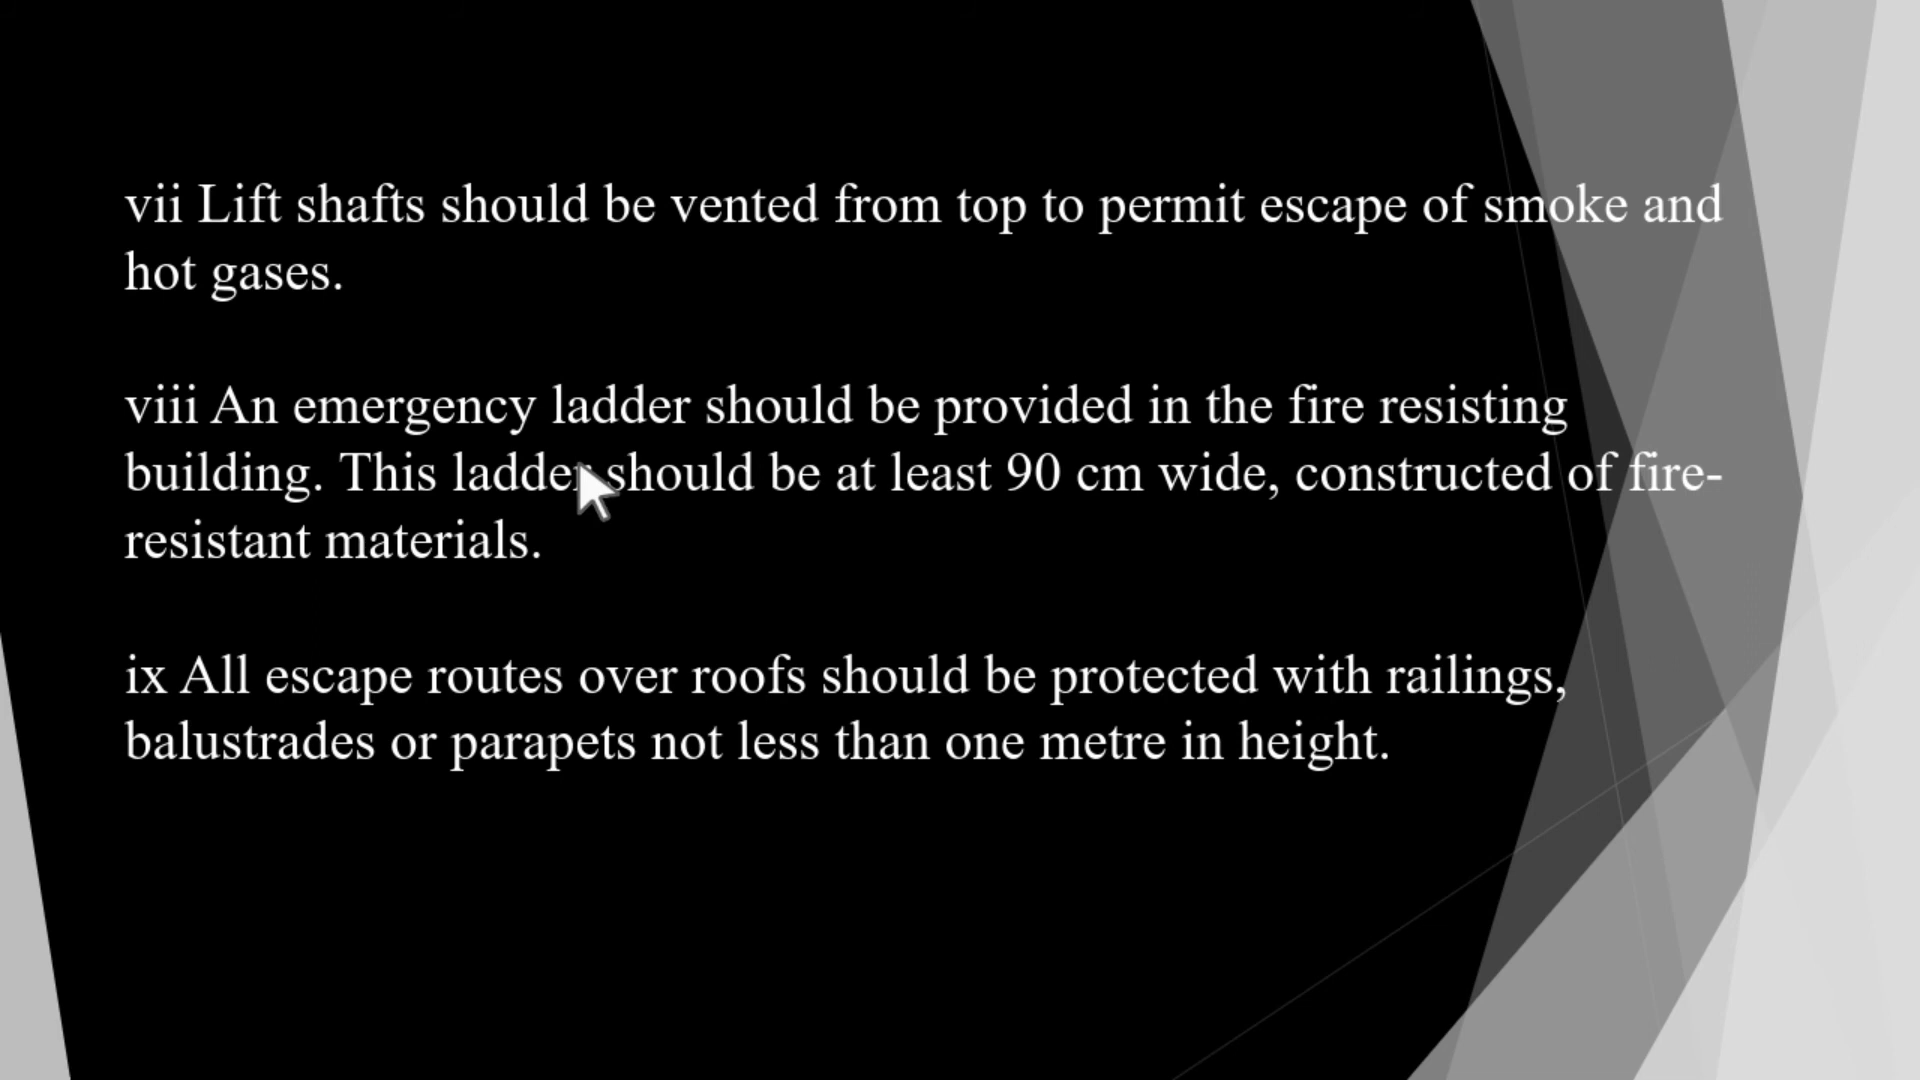 vii Lift shafts should be vented from top to permit escape of smoke and
hot gases.
viii An emergency ladder should be provided in the fire resisting
building. This ladder should be at least 90 cm wide, constructed of fire-
resistant materials.
ix All escape routes over roofs should be protected with railings,
balustrades or parapets not less than one metre in height.